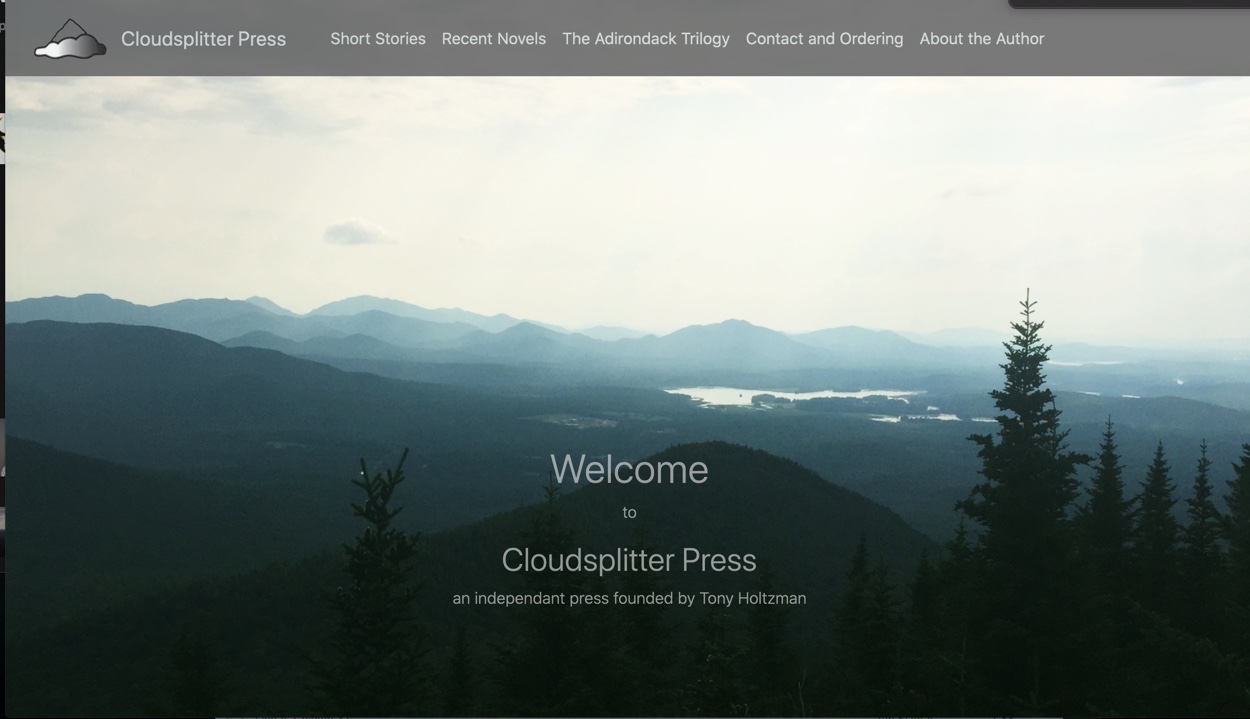 Cloudsplitter Press
Short Stories
Recent Novels
The Adirondack Trilogy
Contact and Ordering
About the Author
Welcome
to
Cloudsplitter Press
an independant press founded by Tony Holtzman